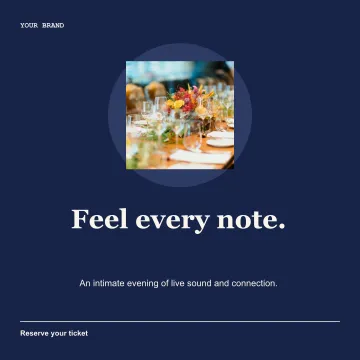 YOUR BRAND
Feel every note.
An intimate evening of live sound and connection.
Reserve your ticket